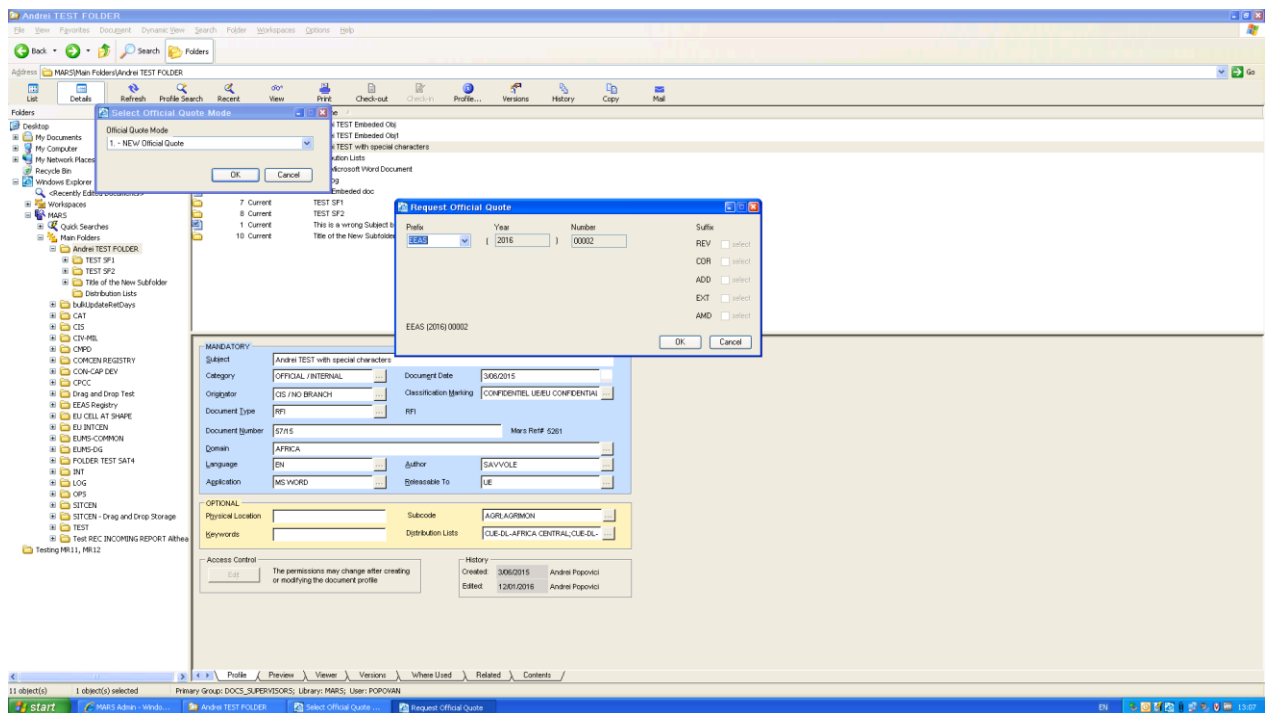 Andrei TEST FOLDER
File View Favorites Document Dynamic View Search Folder Workspaces Options Help
Back Search Folders
Address MARS\Main Folders\Andrei TEST FOLDER Go
List Details Refresh Profile Search Recent View Print Check-out Check-in Profile... Versions History Copy Mail
Folders
Desktop
My Documents
My Computer
My Network Places
Recycle Bin
Windows Explorer
<Recently Edited Documents>
Workspaces
MARS
Quick Searches
Main Folders
Andrei TEST FOLDER
TEST SF1
TEST SF2
Title of the New Subfolder
Distribution Lists
bulkUpdateRetDays
CAT
CIS
CIV-MIL
CMPD
COMCEN REGISTRY
CON-CAP DEV
CPCC
Drag and Drop Test
EEAS Registry
EU CELL AT SHAPE
EU INTCEN
EUMS-COMMON
EUMS-DG
FOLDER TEST SAT4
INT
LOG
OPS
SITCEN
SITCEN - Drag and Drop Storage
TEST
Test REC INCOMING REPORT Althea
Testing MR11, MR12
Select Official Quote Mode
Official Quote Mode
1. - NEW Official Quote
OK Cancel
TEST Embeded Obj
TEST Embeded Obj1
TEST with special characters
Lists
Microsoft Word Document
Embeded doc
7 Current TEST SF1
8 Current TEST SF2
1 Current This is a wrong Subject
10 Current Title of the New Subfolder
Request Official Quote
Prefix Year Number Suffix
EEAS ( 2016 ) 00002
REV select
COR select
ADD select
EXT select
AMD select
EEAS (2016) 00002
OK Cancel
MANDATORY
Subject Andrei TEST with special characters
Category OFFICIAL / INTERNAL ... Document Date 3/06/2015
Originator CIS / NO BRANCH ... Classification Marking CONFIDENTIEL UE/EU CONFIDENTIAL ...
Document Type RFI ... RFI
Document Number 57/15 Mars Ref# 5261
Domain AFRICA ...
Language EN ... Author SAVVOLE ...
Application MS WORD ... Releasable To UE ...
OPTIONAL
Physical Location Subcode AGRI;AGRIMON ...
Keywords Distribution Lists CUE-DL-AFRICA CENTRAL;CUE-DL- ...
Access Control
Edit The permissions may change after creating
or modifying the document profile
History
Created: 3/06/2015 Andrei Popovici
Edited: 12/01/2016 Andrei Popovici
Profile Preview Viewer Versions Where Used Related Contents
11 object(s) 1 object(s) selected Primary Group: DOCS_SUPERVISORS; Library: MARS; User: POPOVAN
start MARS Admin - Windo... Andrei TEST FOLDER Select Official Quote ... Request Official Quote EN 13:07